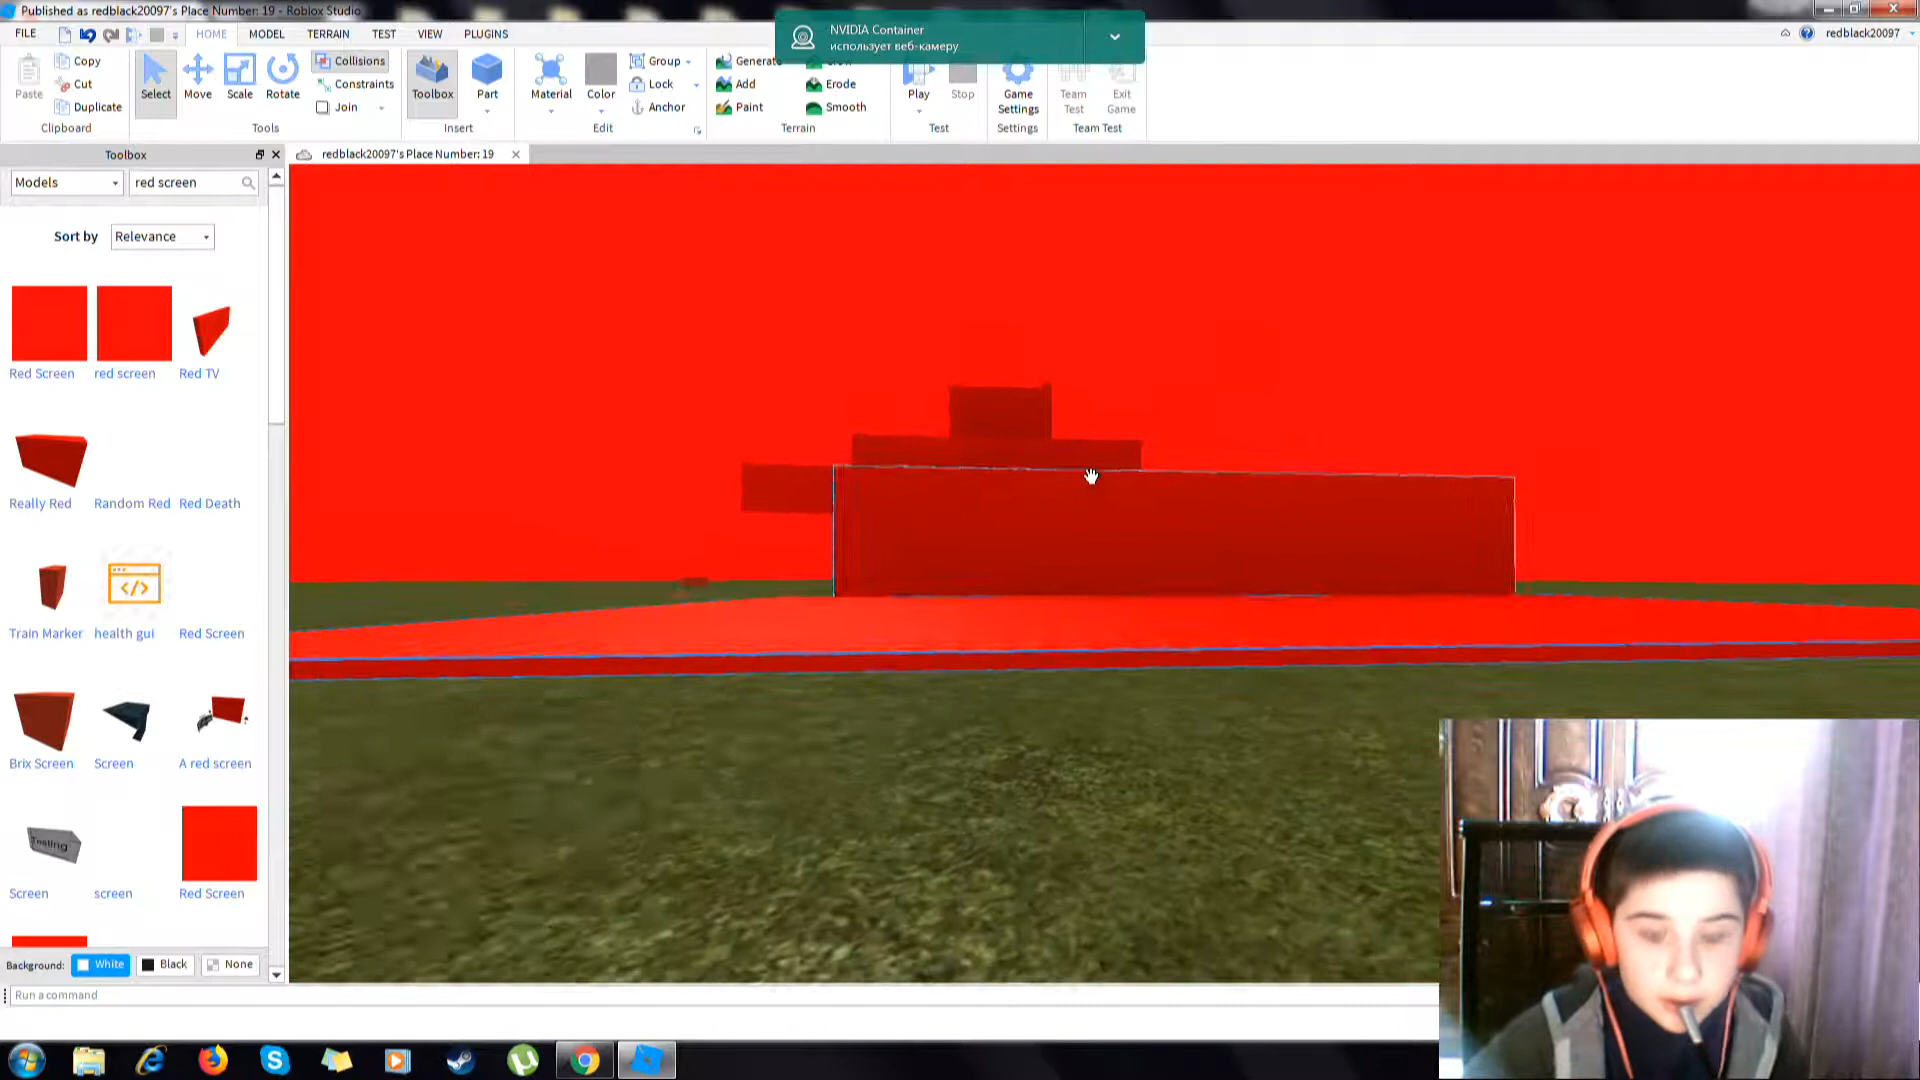 Published as redblack20097's Place Number: 19 - Roblox Studio
FILE
HOME
MODEL
TERRAIN
TEST
VIEW
PLUGINS
redblack20097
NVIDIA Container
использует веб-камеру
Paste
Copy
Cut
Duplicate
Clipboard
Select
Move
Scale
Rotate
Collisions
Constraints
Join
Tools
Toolbox
Part
Insert
Material
Color
Group
Lock
Anchor
Edit
Generate
Add
Paint
Erode
Smooth
Terrain
Play
Stop
Test
Game
Settings
Settings
Team
Test
Exit
Game
Team Test
Toolbox
redblack20097's Place Number: 19
Models
red screen
Sort by
Relevance
Red Screen
red screen
Red TV
Really Red
Random Red
Red Death
Train Marker
health gui
Red Screen
Brix Screen
Screen
A red screen
Testing
Screen
screen
Red Screen
Background:
White
Black
None
Run a command